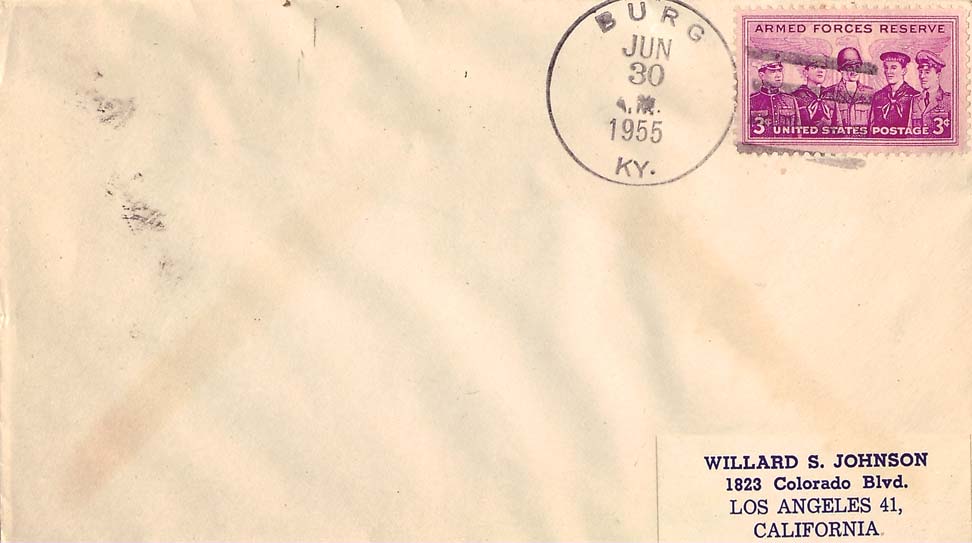 BURG
JUN
30
A.M.
1955
KY.
ARMED FORCES RESERVE
3¢ UNITED STATES POSTAGE 3¢
WILLARD S. JOHNSON
1823 Colorado Blvd.
LOS ANGELES 41,
CALIFORNIA